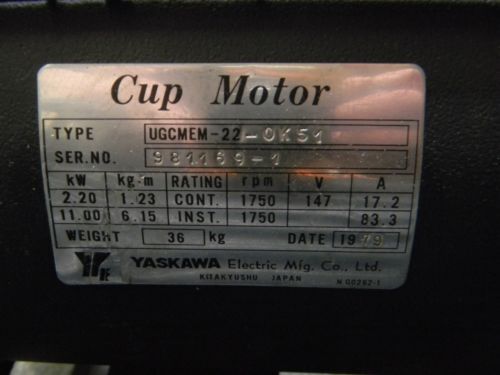 Cup Motor
TYPE UGCMEM-22-OK51
SER.NO. 981169-1
kW kg-m RATING rpm V A
2.20 1.23 CONT. 1750 147 17.2
11.00 6.15 INST. 1750 83.3
WEIGHT 36 kg DATE 1979
YASKAWA Electric Mfg. Co., Ltd.
KITAKYUSHU JAPAN